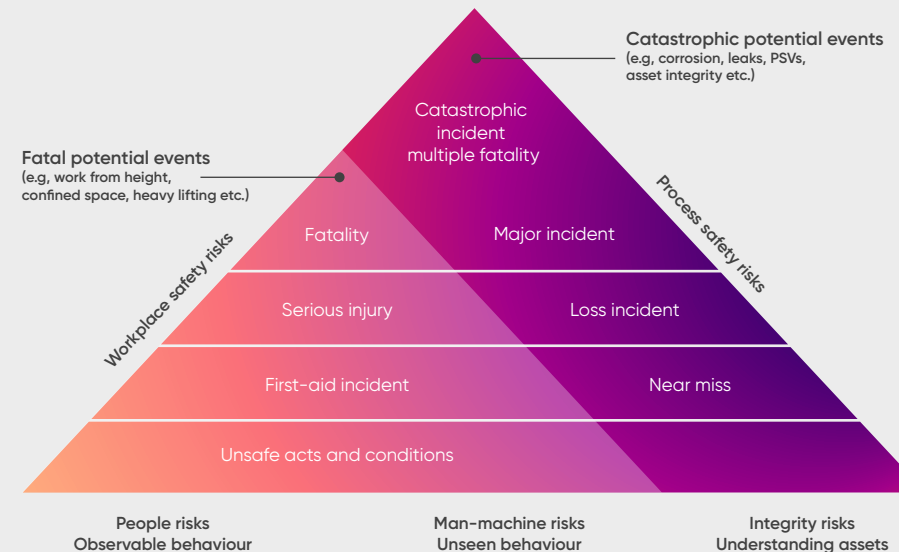 Catastrophic potential events
(e.g, corrosion, leaks, PSVs,
asset integrity etc.)
Catastrophic
incident
multiple fatality
Fatal potential events
(e.g, work from height,
confined space, heavy lifting etc.)
Workplace safety risks
Process safety risks
Fatality
Major incident
Serious injury
Loss incident
First-aid incident
Near miss
Unsafe acts and conditions
People risks
Observable behaviour
Man-machine risks
Unseen behaviour
Integrity risks
Understanding assets